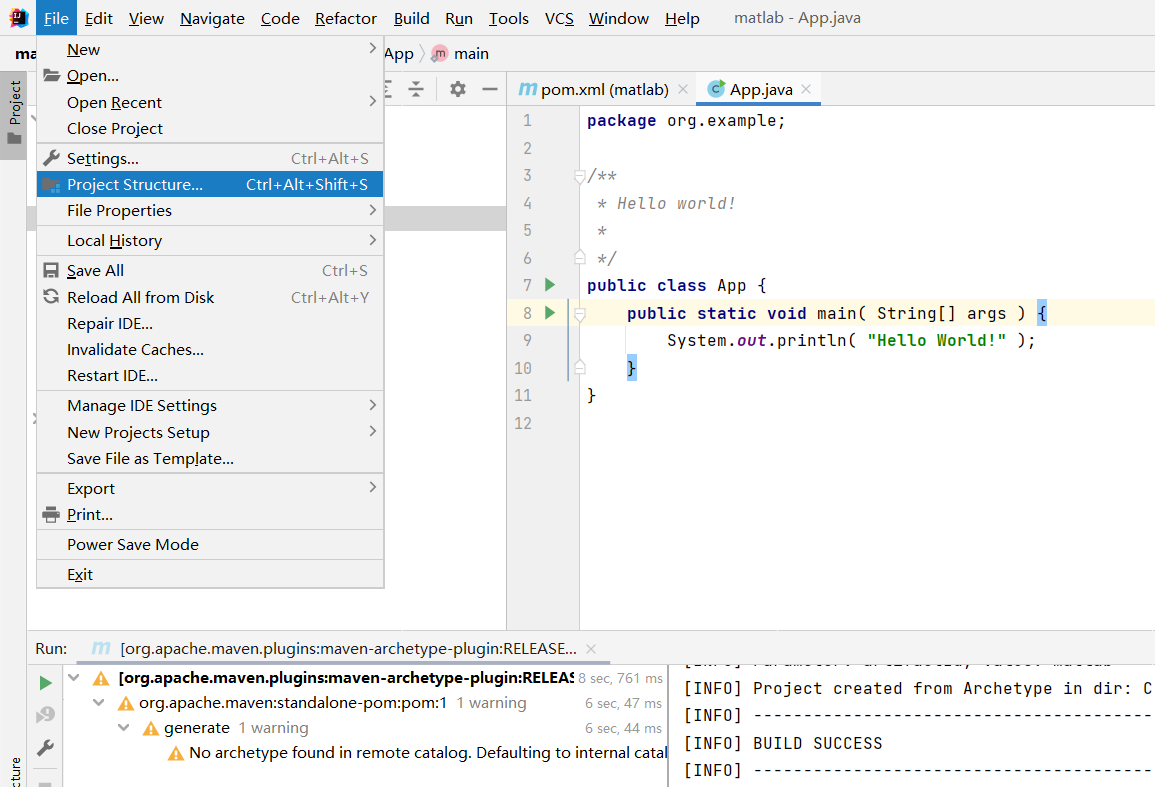 File Edit View Navigate Code Refactor Build Run Tools VCS Window Help matlab - App.java
ma App main
New
Open...
Open Recent
Close Project
Settings... Ctrl+Alt+S
Project Structure... Ctrl+Alt+Shift+S
File Properties
Local History
Save All Ctrl+S
Reload All from Disk Ctrl+Alt+Y
Repair IDE...
Invalidate Caches...
Restart IDE...
Manage IDE Settings
New Projects Setup
Save File as Template...
Export
Print...
Power Save Mode
Exit
Project
pom.xml (matlab) App.java
1 package org.example;
2
3 /**
4 * Hello world!
5 *
6 */
7 public class App {
8 public static void main( String[] args ) {
9 System.out.println( "Hello World!" );
10 }
11 }
12
Run: [org.apache.maven.plugins:maven-archetype-plugin:RELEASE...
[org.apache.maven.plugins:maven-archetype-plugin:RELEAS 8 sec, 761 ms
org.apache.maven:standalone-pom:pom:1 1 warning 6 sec, 47 ms
generate 1 warning 6 sec, 44 ms
No archetype found in remote catalog. Defaulting to internal catal
[INFO] Parameter: artifactId, Value: matlab
[INFO] Project created from Archetype in dir: C
[INFO] ----------------------------------------
[INFO] BUILD SUCCESS
[INFO] ----------------------------------------
cture